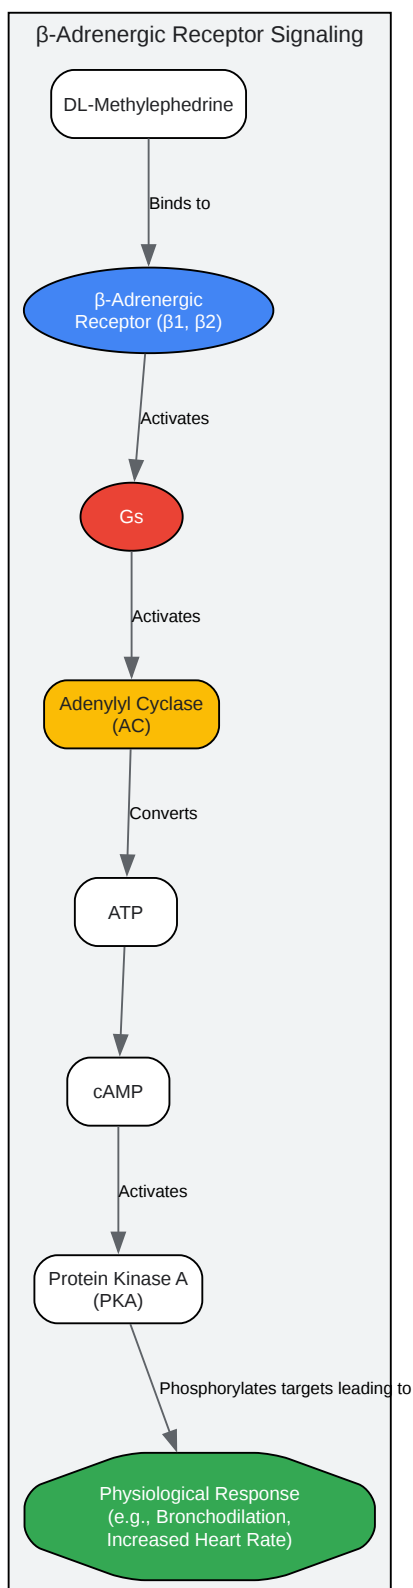 β-Adrenergic Receptor Signaling
DL-Methylephedrine
Binds to
β-Adrenergic
Receptor (β1, β2)
Activates
Gs
Activates
Adenylyl Cyclase
(AC)
Converts
ATP
cAMP
Activates
Protein Kinase A
(PKA)
Phosphorylates targets leading to
Physiological Response
(e.g., Bronchodilation,
Increased Heart Rate)